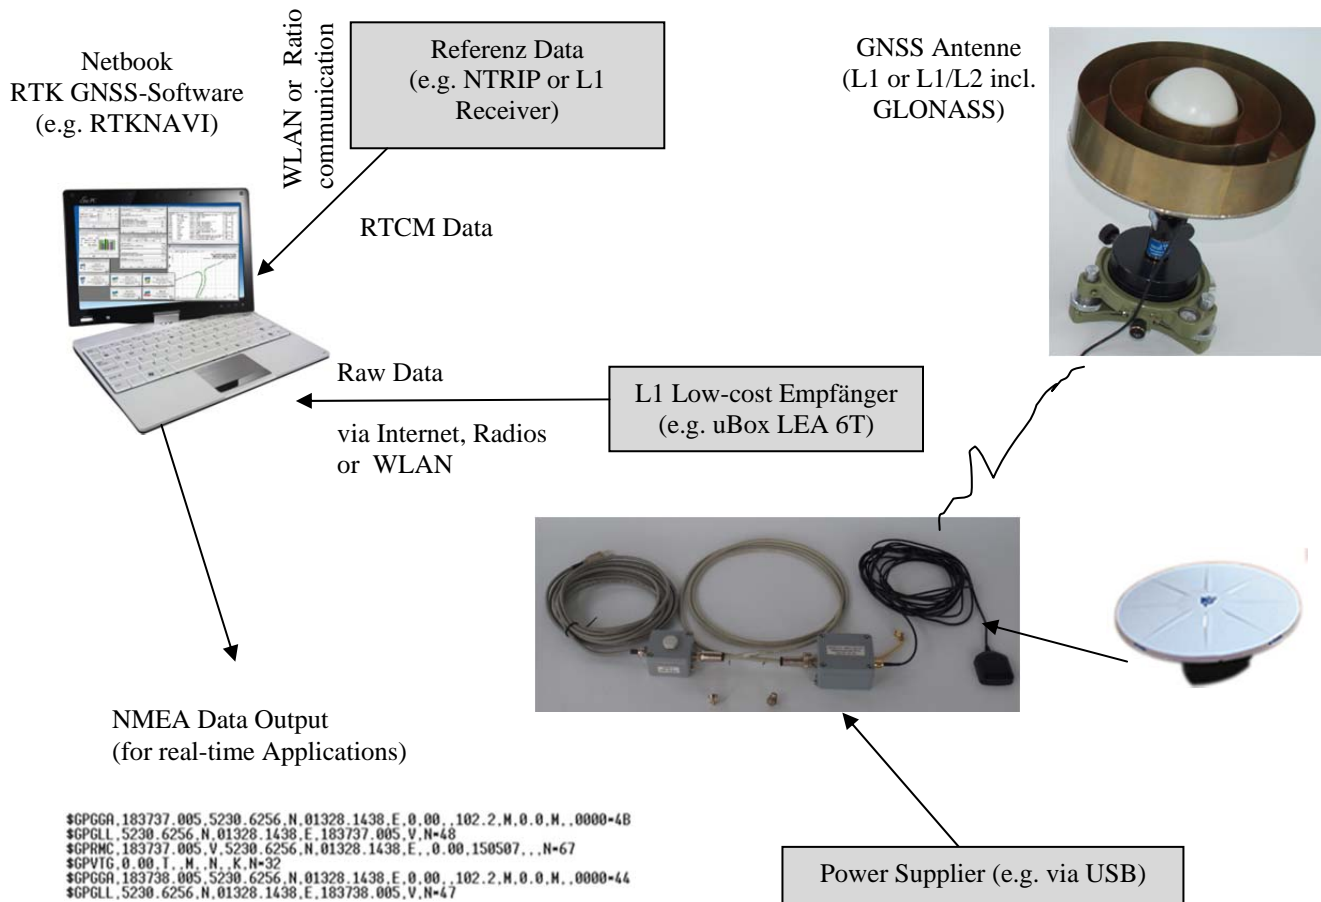 Netbook
RTK GNSS-Software
(e.g. RTKNAVI)
WLAN or Ratio
communication
Referenz Data
(e.g. NTRIP or L1
Receiver)
GNSS Antenne
(L1 or L1/L2 incl.
GLONASS)
RTCM Data
Raw Data
via Internet, Radios
or WLAN
L1 Low-cost Empfänger
(e.g. uBox LEA 6T)
NMEA Data Output
(for real-time Applications)
$GPGGA,183737.005,5230.6256,N,01328.1438,E,0,00,,102.2,M,0.0,M,,0000*4B
$GPGLL,5230.6256,N,01328.1438,E,183737.005,V,N*48
$GPRMC,183737.005,V,5230.6256,N,01328.1438,E,,0.00,150507,,,N*67
$GPVTG,0.00,T,,M,,N,,K,N*32
$GPGGA,183738.005,5230.6256,N,01328.1438,E,0,00,,102.2,M,0.0,M,,0000*44
$GPGLL,5230.6256,N,01328.1438,E,183738.005,V,N*47
Power Supplier (e.g. via USB)